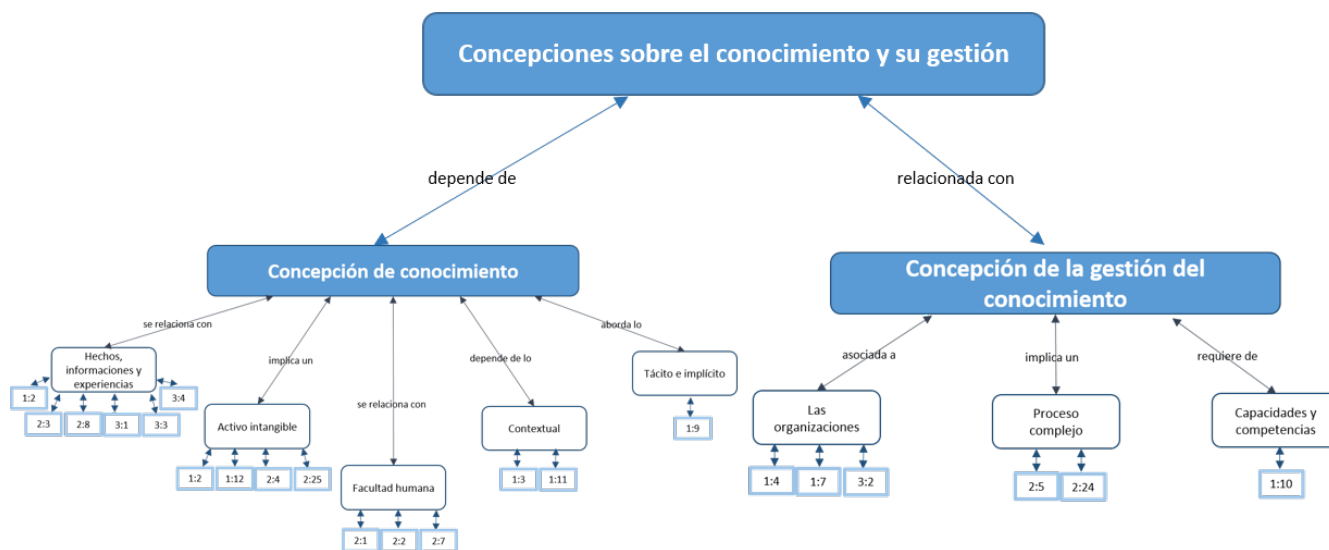 Concepciones sobre el conocimiento y su gestión
depende de
relacionada con
Concepción de conocimiento
Concepción de la gestión del
conocimiento
se relaciona con
implica un
se relaciona con
depende de lo
aborda lo
asociada a
implica un
requiere de
Hechos,
informaciones y
experiencias
1:2
2:3
2:8
3:1
3:3
3:4
Activo intangible
1:2
1:12
2:4
2:25
Facultad humana
2:1
2:2
2:7
Contextual
1:3
1:11
Tácito e implícito
1:9
Las
organizaciones
1:4
1:7
3:2
Proceso
complejo
2:5
2:24
Capacidades y
competencias
1:10